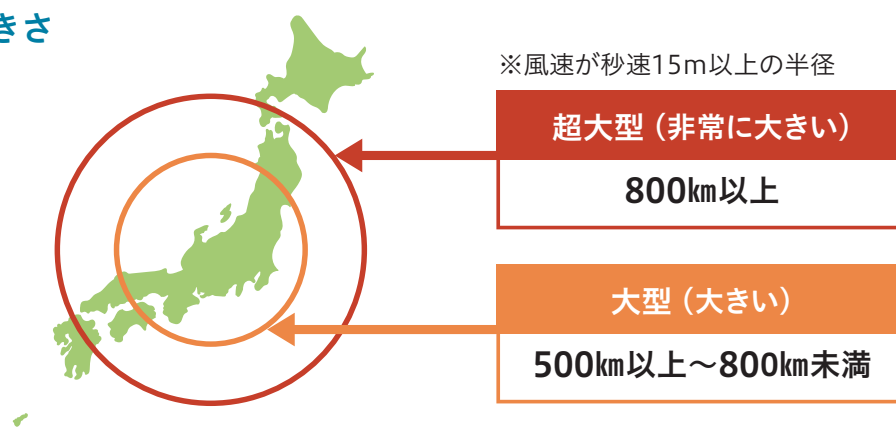 きさ
※風速が秒速15m以上の半径
超大型（非常に大きい）
800㎞以上
大型（大きい）
500㎞以上～800㎞未満